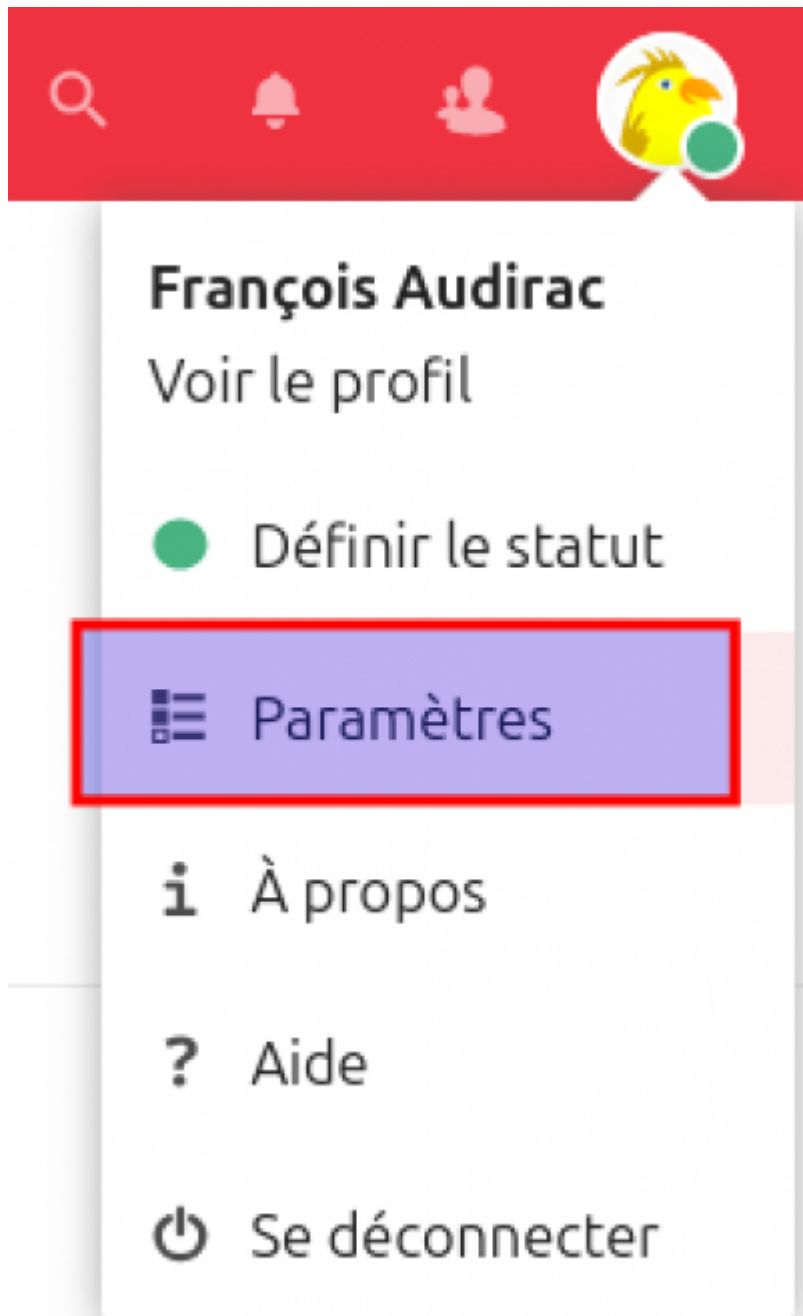 François Audirac
Voir le profil
Définir le statut
Paramètres
À propos
Aide
Se déconnecter